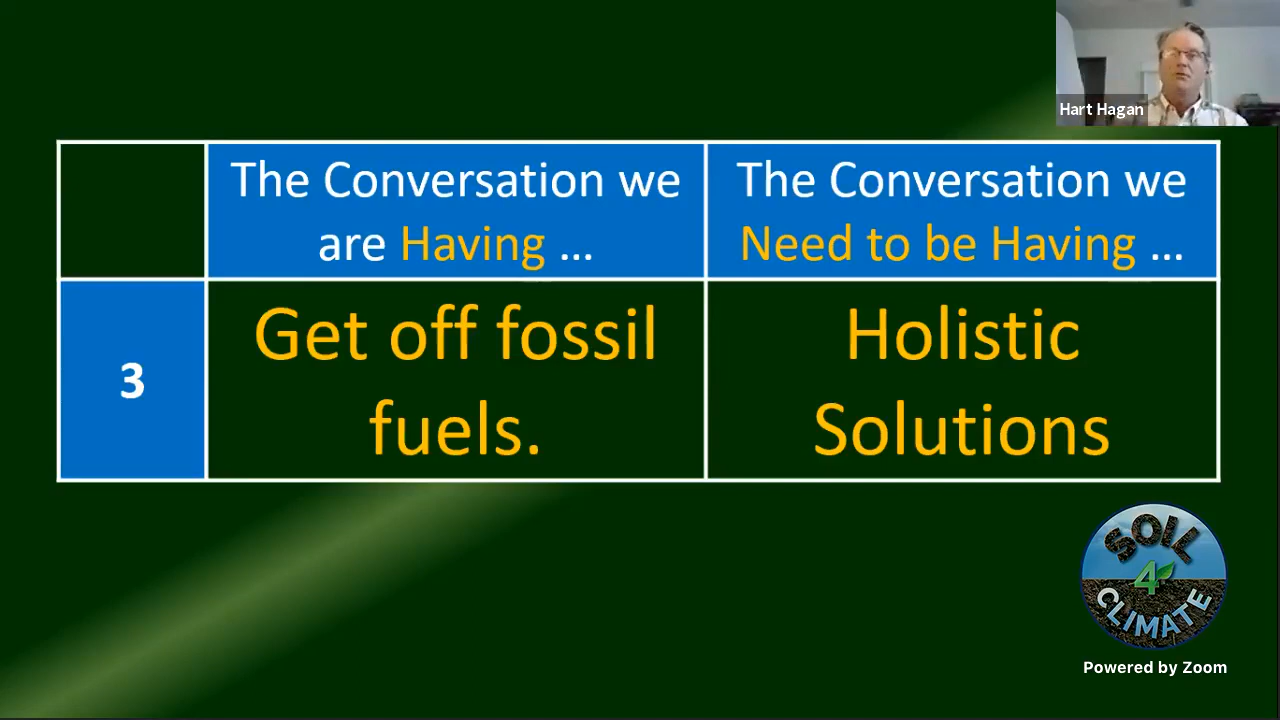 Hart Hagan
The Conversation we
are Having ...
The Conversation we
Need to be Having ...
3
Get off fossil
fuels.
Holistic
Solutions
SOIL
4
CLIMATE
Powered by Zoom